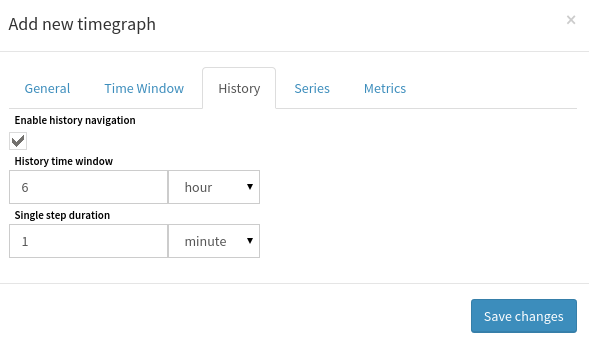 Add new timegraph ×
General Time Window History Series Metrics
Enable history navigation
History time window
6 hour
Single step duration
1 minute
Save changes